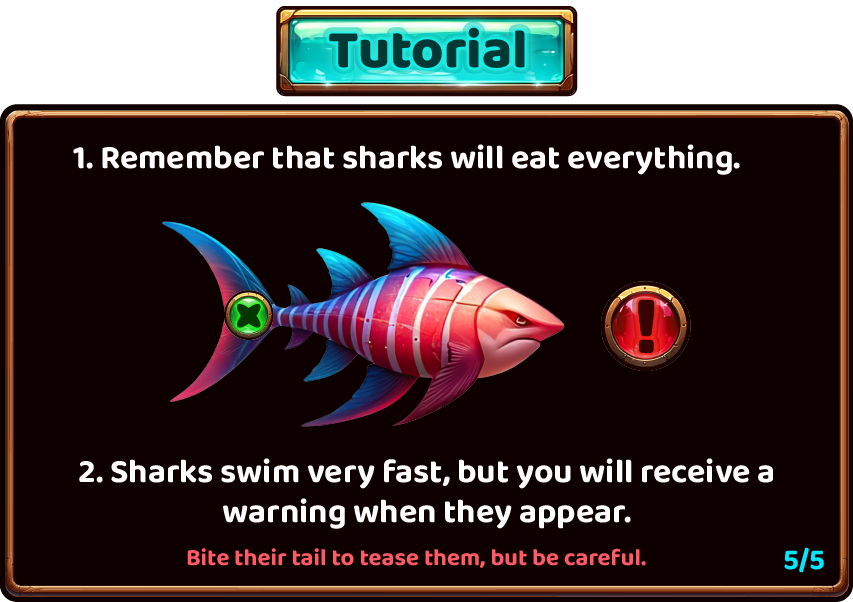 Tutorial
1. Remember that sharks will eat everything.
2. Sharks swim very fast, but you will receive a
warning when they appear.
Bite their tail to tease them, but be careful.
5/5